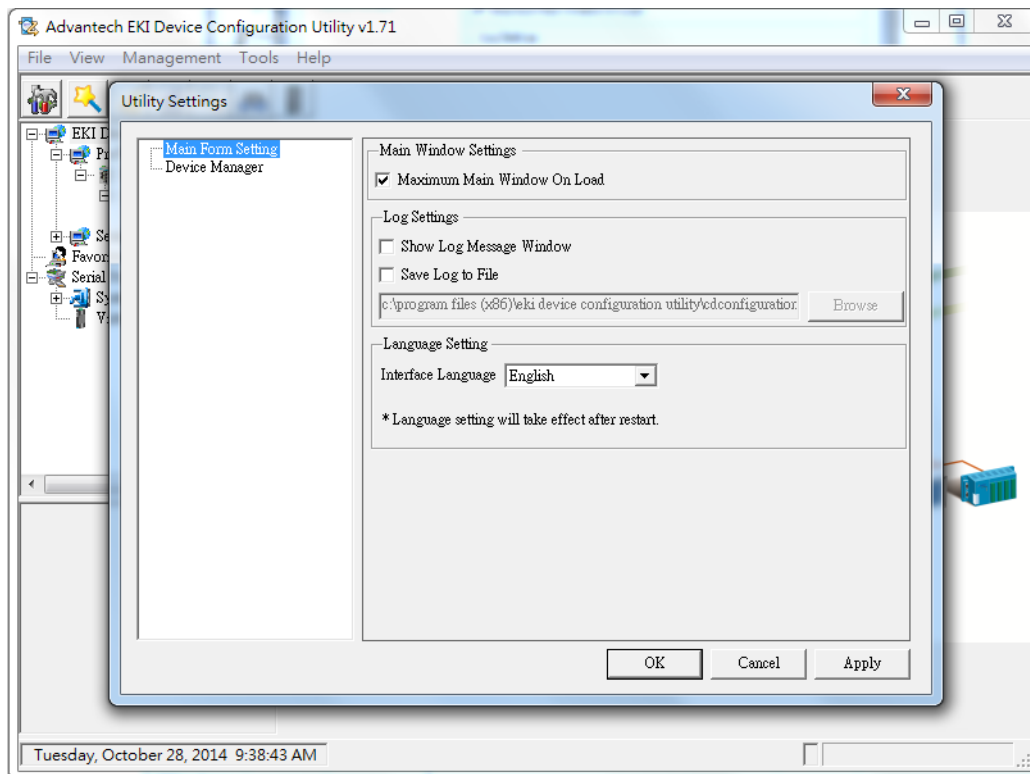 Advantech EKI Device Configuration Utility v1.71
File View Management Tools Help
Utility Settings
EKI
Favor
Serial
Main Form Setting
Device Manager
Main Window Settings
Maximum Main Window On Load
Log Settings
Show Log Message Window
Save Log to File
c:\program files (x86)\eki device configuration utility\cdconfiguration.
Browse
Language Setting
Interface Language English
* Language setting will take effect after restart.
OK Cancel Apply
Tuesday, October 28, 2014 9:38:43 AM